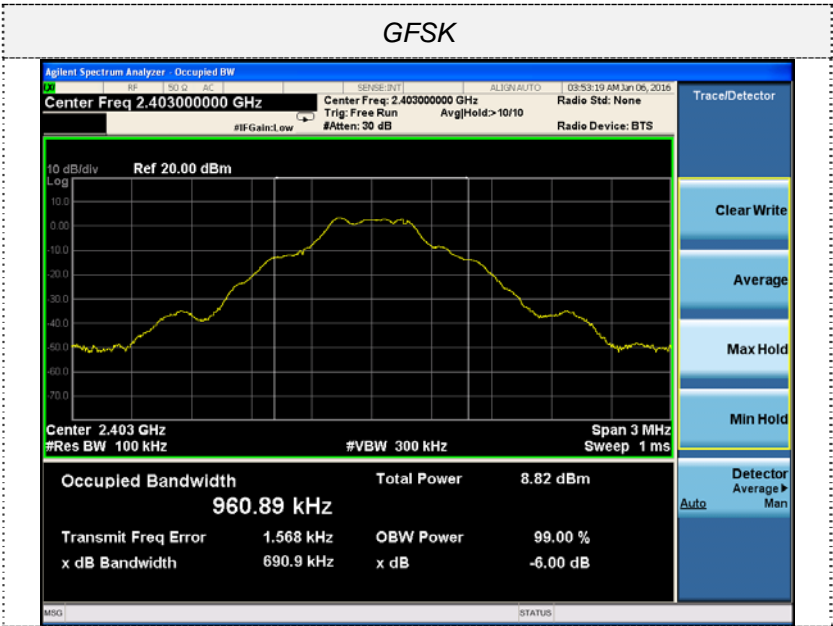 GFSK
Agilent Spectrum Analyzer - Occupied BW
RF 50 Ω AC SENSE:INT ALIGN AUTO 03:53:19 AM Jan 06, 2016
Center Freq 2.403000000 GHz
Center Freq: 2.403000000 GHz
Radio Std: None
Trig: Free Run Avg|Hold:>10/10
#IFGain:Low
#Atten: 30 dB
Radio Device: BTS
Trace/Detector
10 dB/div Ref 20.00 dBm
Log
10.0
0.00
-10.0
-20.0
-30.0
-40.0
-50.0
-60.0
-70.0
Center 2.403 GHz
Span 3 MHz
#Res BW 100 kHz
#VBW 300 kHz
Sweep 1 ms
Clear Write
Average
Max Hold
Min Hold
Detector
Average▶
Auto Man
Occupied Bandwidth
960.89 kHz
Total Power 8.82 dBm
Transmit Freq Error 1.568 kHz OBW Power 99.00 %
x dB Bandwidth 690.9 kHz x dB -6.00 dB
MSG STATUS